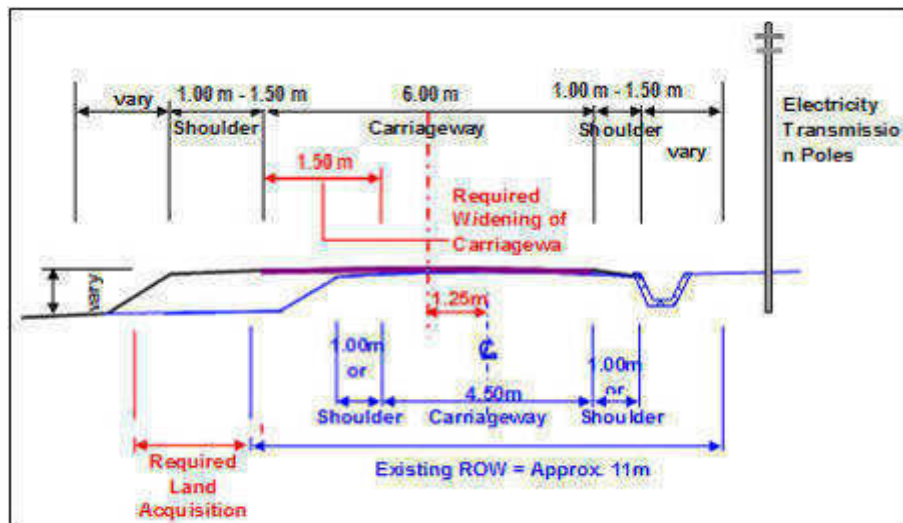 vary
1.00 m - 1.50 m
6.00 m
1.00 m - 1.50 m
Shoulder
Carriageway
Shoulder
vary
Electricity
Transmissio
n Poles
1.50 m
Required
Widening of
Carriagewa
vary
1.25m
1.00m
or
Shoulder
4.50m
Carriageway
1.00m
or
Shoulder
Required
Land
Acquisition
Existing ROW = Approx. 11m